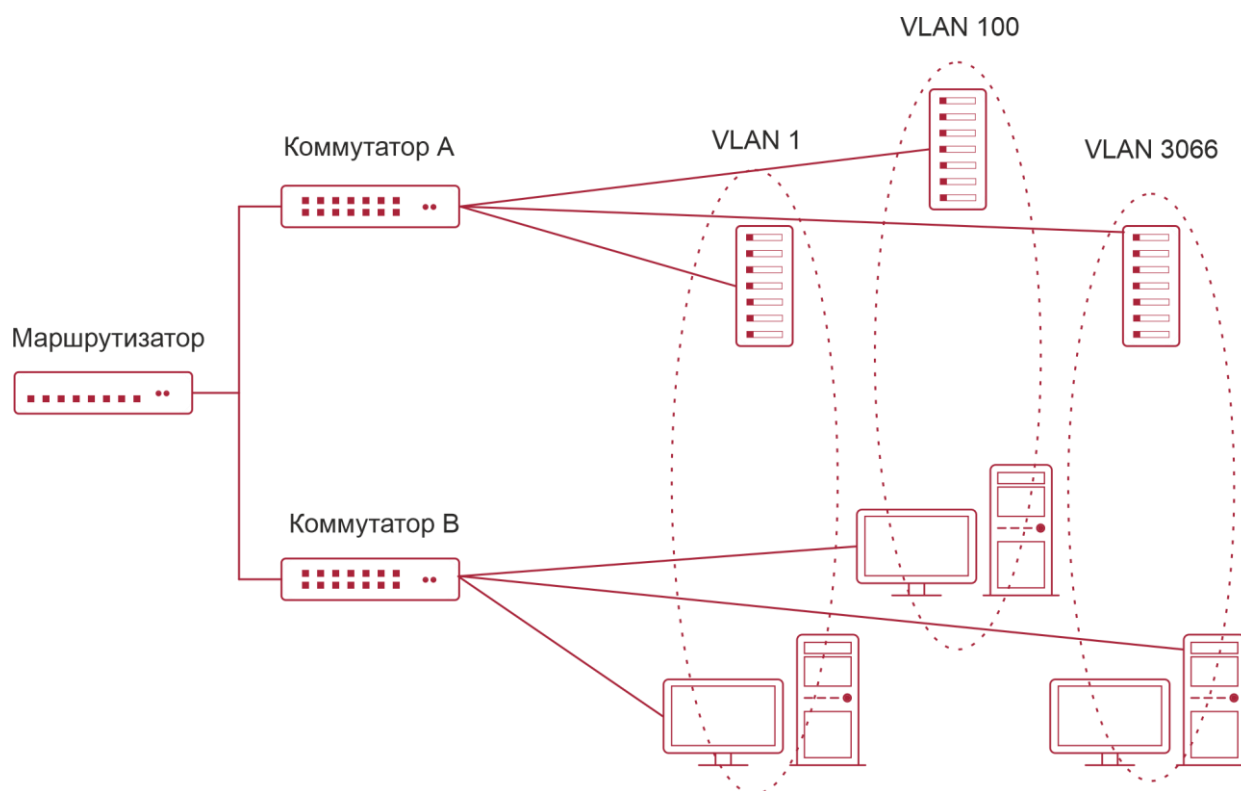 VLAN 100
VLAN 1
VLAN 3066
Коммутатор A
Маршрутизатор
Коммутатор B